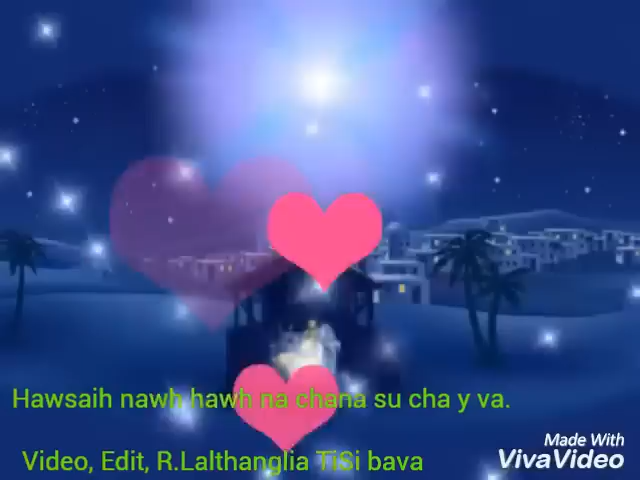 Hawsaih nawh hawh na chana su cha y va.
Video, Edit, R.Lalthanglia TiSi bava
Made With
VivaVideo